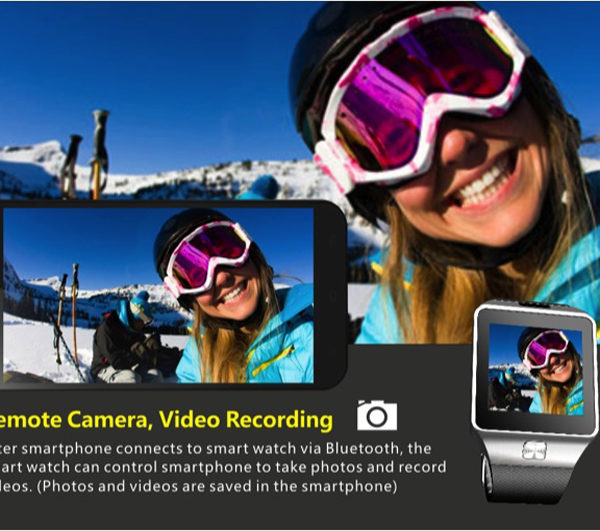 emote Camera, Video Recording
ter smartphone connects to smart watch via Bluetooth, the
art watch can control smartphone to take photos and record
leos. (Photos and videos are saved in the smartphone)